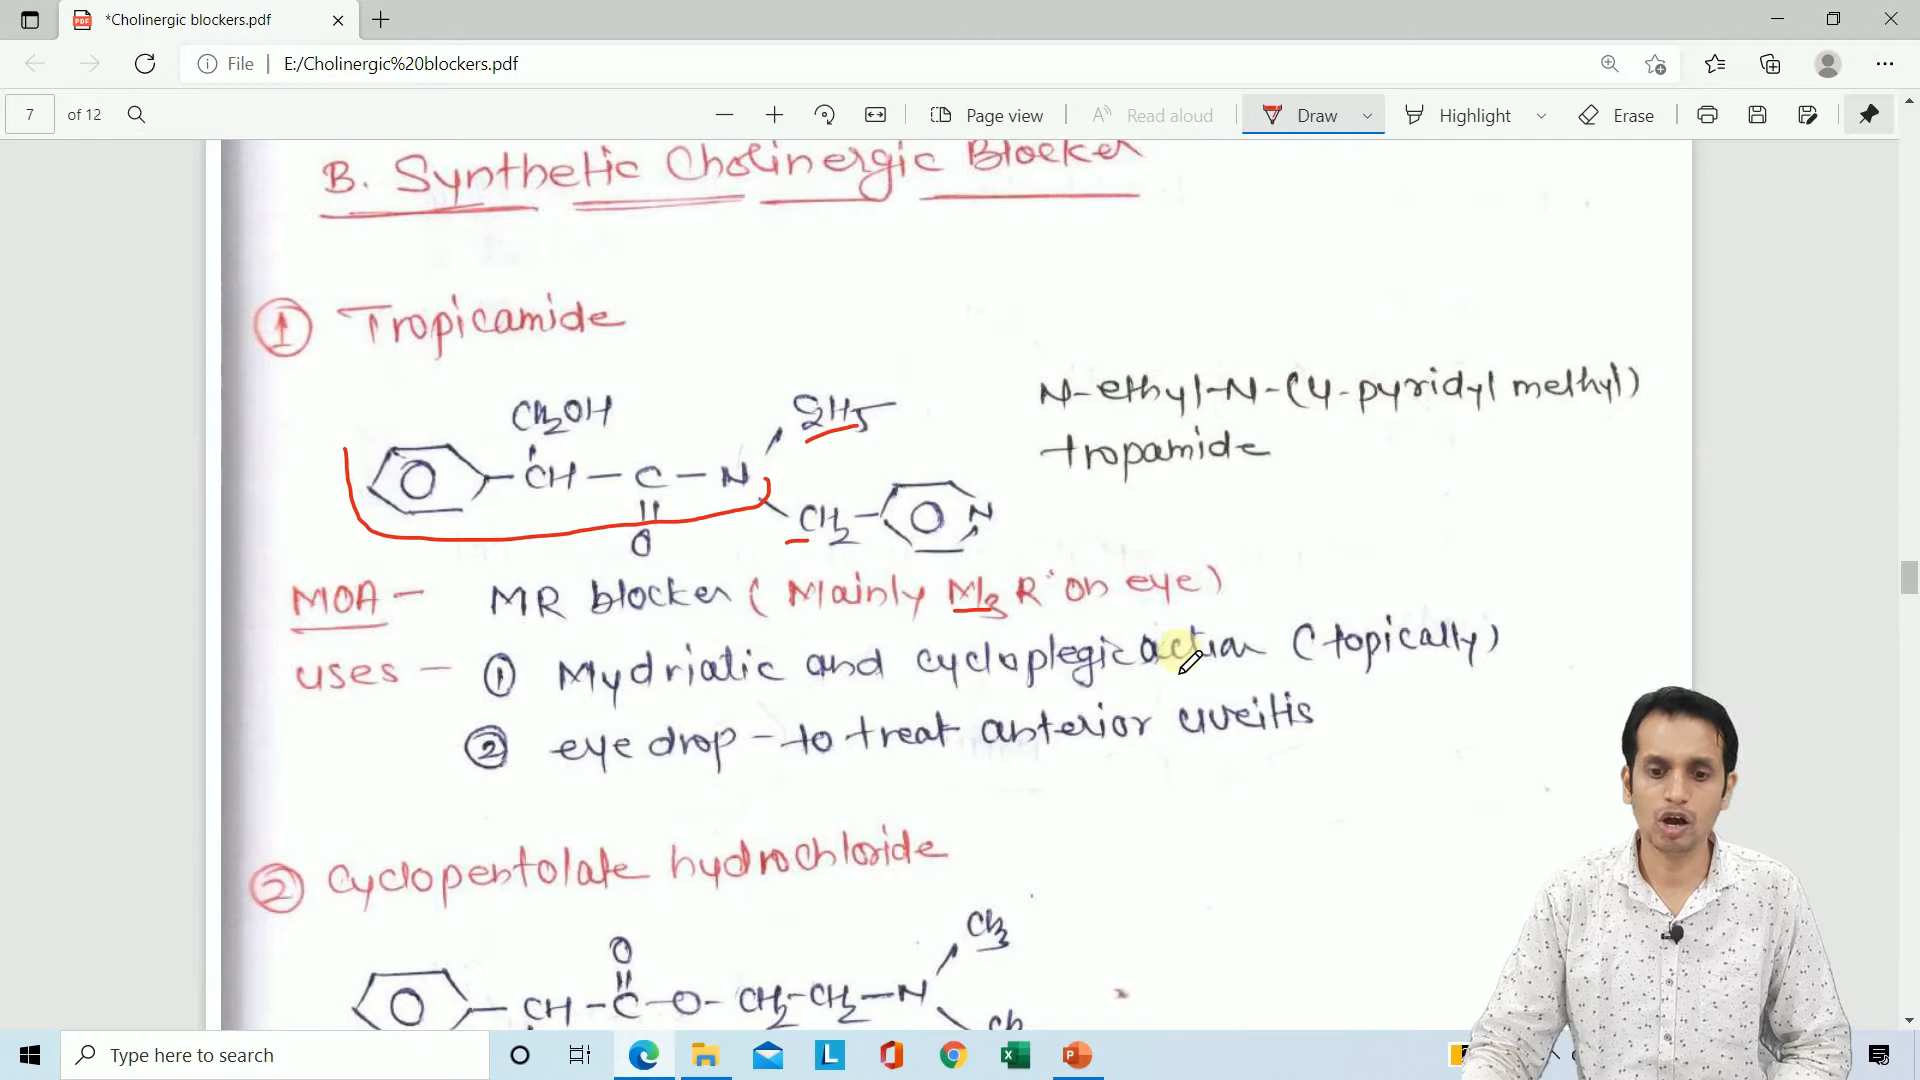 *Cholinergic blockers.pdf
File | E:/Cholinergic%20blockers.pdf
7 of 12 Page view Read aloud Draw Highlight Erase
B. Synthetic Cholinergic Blocker
① Tropicamide
CH2OH
C2H5
N-ethyl-N-(4-pyridyl methyl)
CH — C — N
tropamide
CH2 — N
O
MOA — MR blocker (Mainly M3 R on eye)
uses — ① Mydriatic and cycloplegic action (topically)
② eye drop - to treat anterior uveitis
② Cyclopentolate hydrochloride
CH3
O
CH - C - O - CH2 - CH2 - N
Type here to search